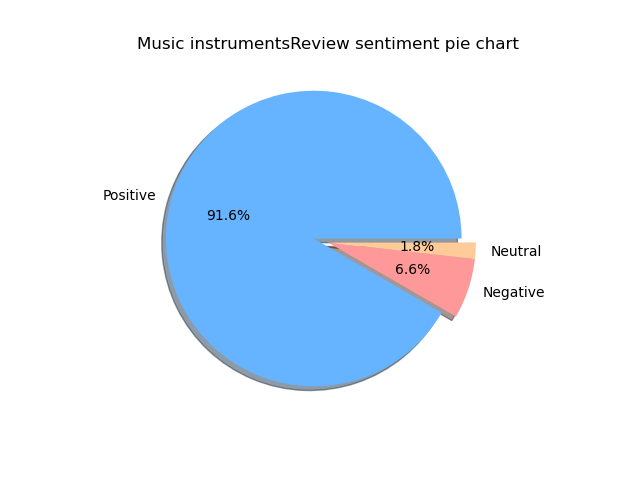 Music instrumentsReview sentiment pie chart
Positive
91.6%
1.8%
Neutral
6.6%
Negative